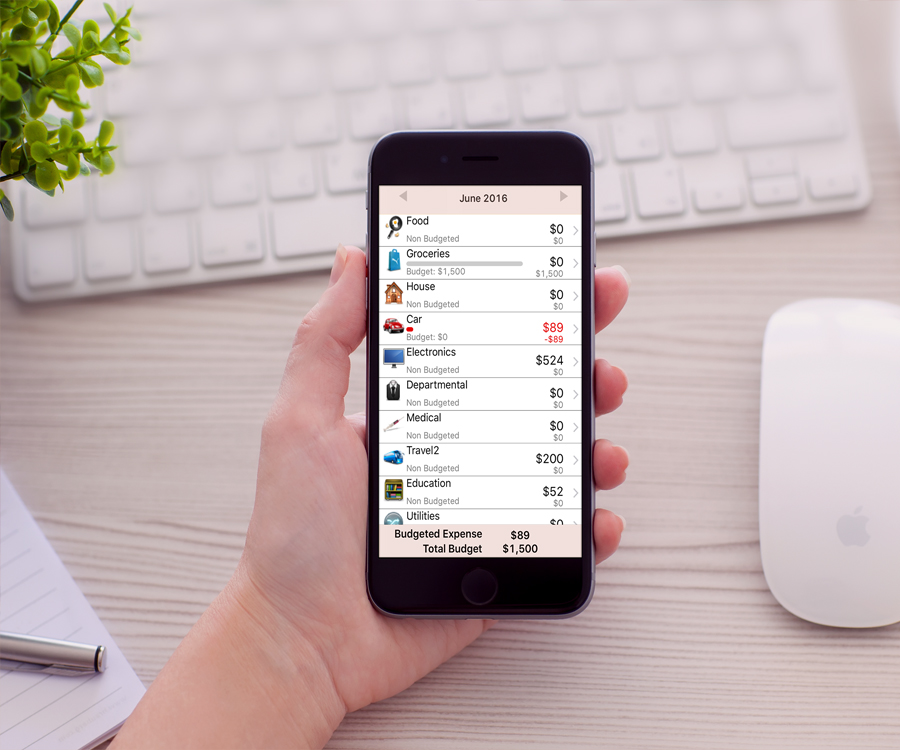 June 2016
Food
$0
Non Budgeted
$0
Groceries
$0
Budget: $1,500
$1,500
House
$0
Non Budgeted
$0
Car
$89
Budget: $0
-$89
Electronics
$524
Non Budgeted
$0
Departmental
$0
Non Budgeted
$0
Medical
$0
Non Budgeted
$0
Travel2
$200
Non Budgeted
$0
Education
$52
Non Budgeted
$0
Utilities
$0
Budgeted Expense $89
Total Budget $1,500